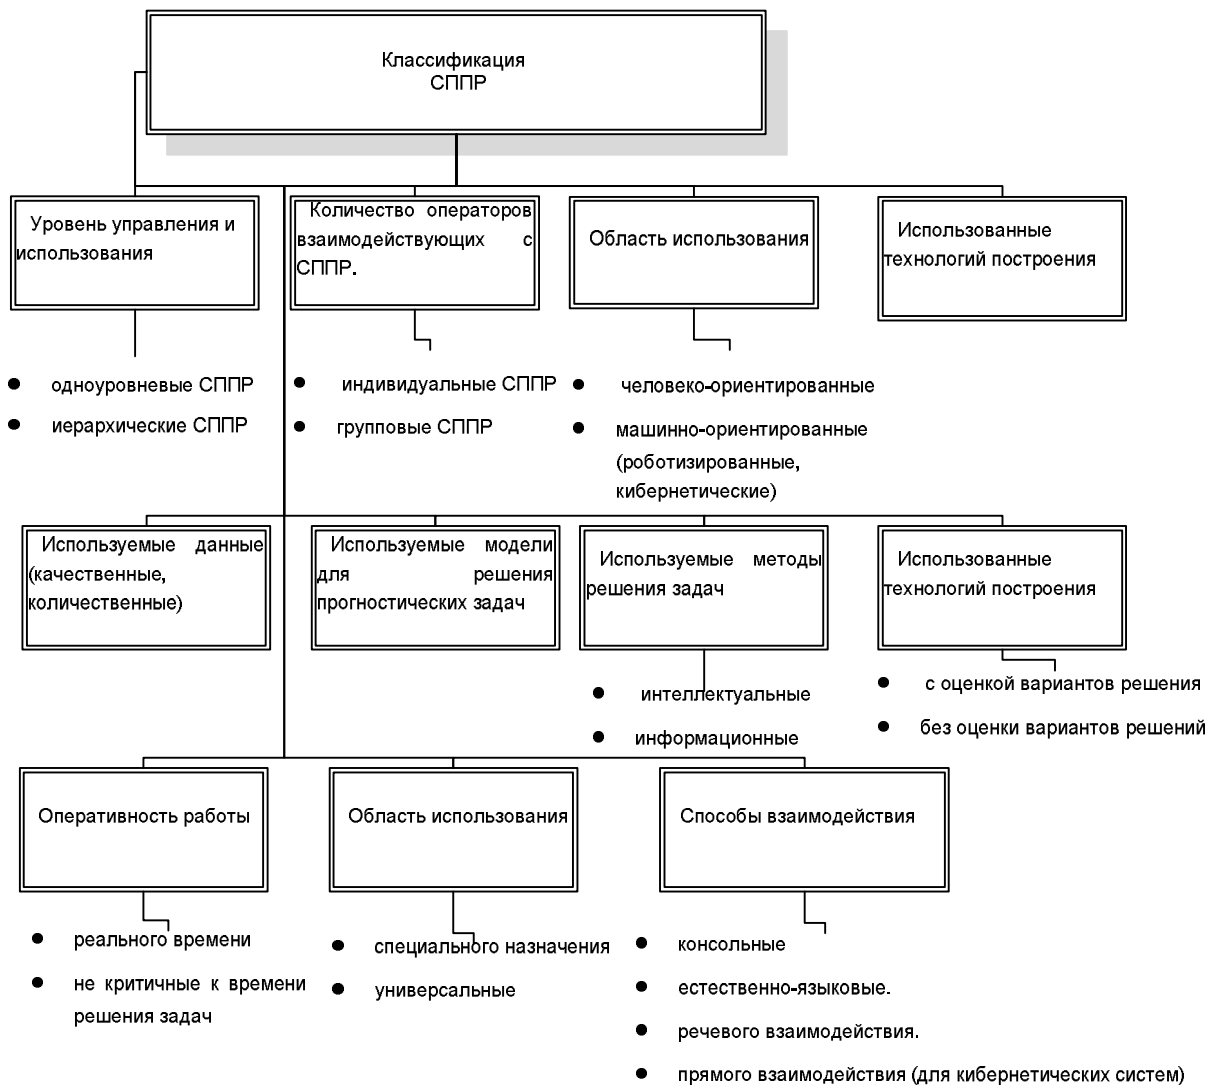 Классификация
СППР
Уровень управления и
использования
Количество операторов
взаимодействующих с
СППР.
Область использования
Использованные
технологий построения
● одноуровневые СППР
● иерархические СППР
● индивидуальные СППР
● групповые СППР
● человеко-ориентированные
● машинно-ориентированные
(роботизированные,
кибернетические)
Используемые данные
(качественные,
количественные)
Используемые модели
для решения
прогностических задач
Используемые методы
решения задач
Использованные
технологий построения
● интеллектуальные
● информационные
● с оценкой вариантов решения
● без оценки вариантов решений
Оперативность работы
Область использования
Способы взаимодействия
● реального времени
● не критичные к времени
решения задач
● специального назначения
● универсальные
● консольные
● естественно-языковые.
● речевого взаимодействия.
● прямого взаимодействия (для кибернетических систем)